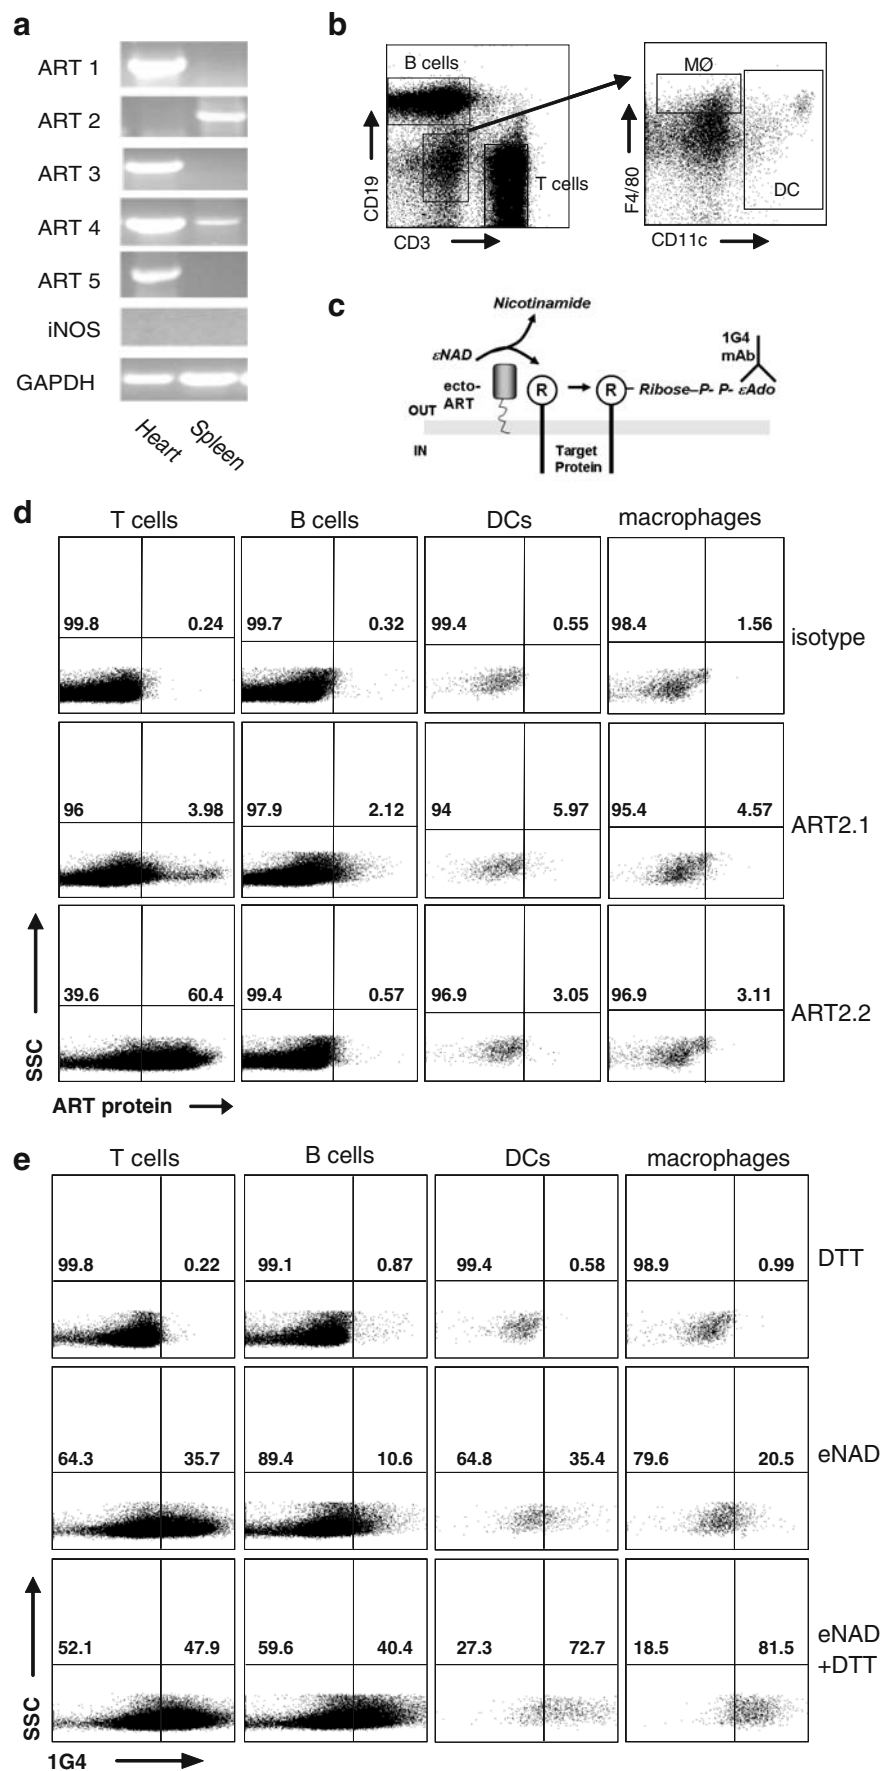 a
ART 1
ART 2
ART 3
ART 4
ART 5
iNOS
GAPDH
Heart
Spleen
b
B cells
T cells
CD19
CD3
MØ
DC
F4/80
CD11c
c
Nicotinamide
εNAD
ecto-
ART
OUT
IN
R
R
Ribose–P- P- εAdo
1G4
mAb
Target
Protein
d
T cells B cells DCs macrophages
99.8 0.24 99.7 0.32 99.4 0.55 98.4 1.56
isotype
96 3.98 97.9 2.12 94 5.97 95.4 4.57
ART2.1
39.6 60.4 99.4 0.57 96.9 3.05 96.9 3.11
ART2.2
SSC
ART protein
e
T cells B cells DCs macrophages
99.8 0.22 99.1 0.87 99.4 0.58 98.9 0.99
DTT
64.3 35.7 89.4 10.6 64.8 35.4 79.6 20.5
eNAD
52.1 47.9 59.6 40.4 27.3 72.7 18.5 81.5
eNAD
+DTT
SSC
1G4